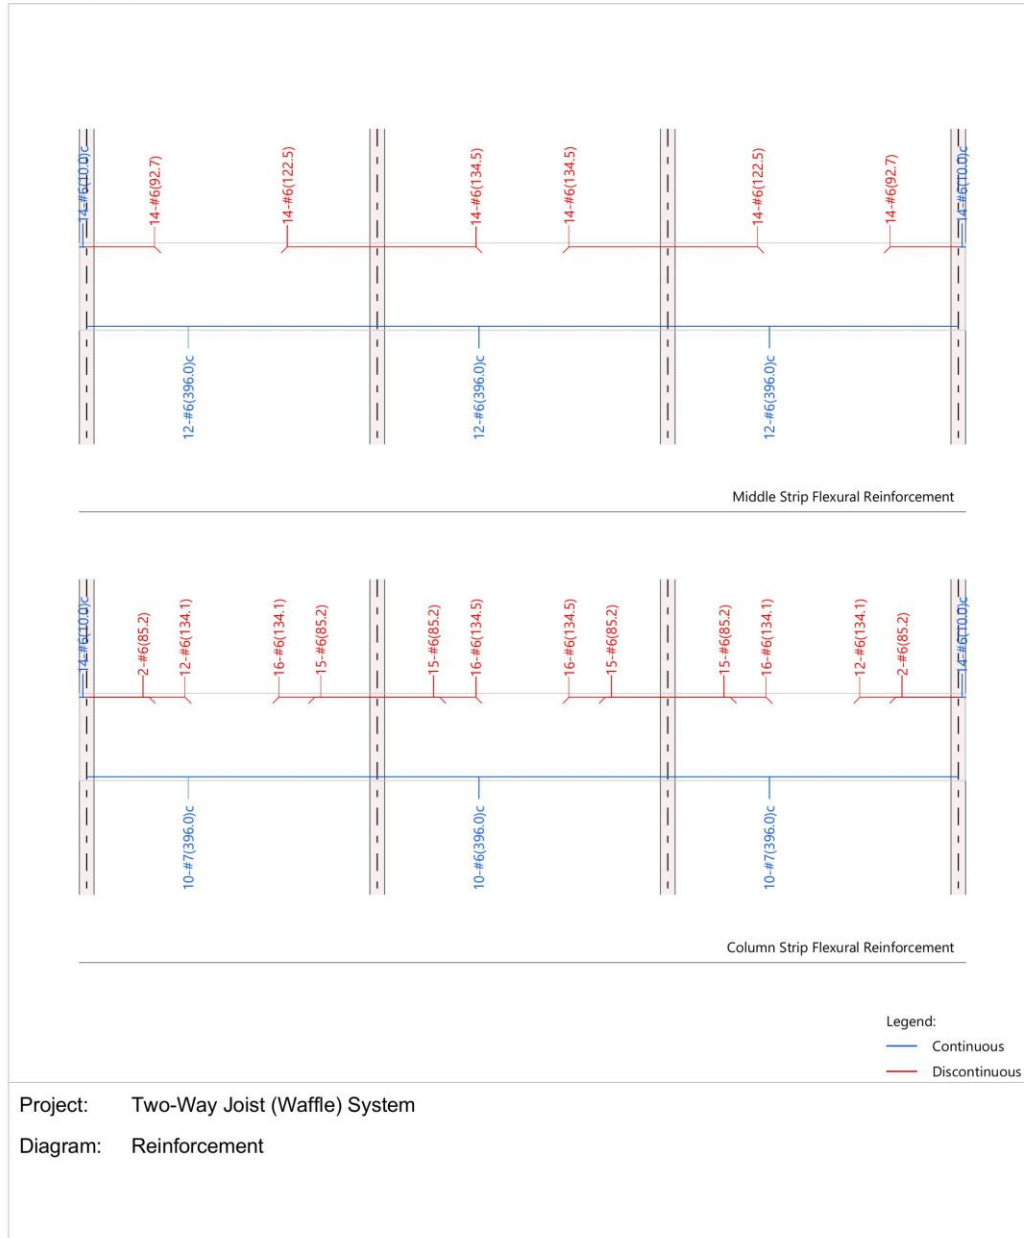 14-#6(10.0)c
14-#6(92.7)
14-#6(122.5)
14-#6(134.5)
14-#6(134.5)
14-#6(122.5)
14-#6(92.7)
14-#6(10.0)c
12-#6(396.0)c
12-#6(396.0)c
12-#6(396.0)c
Middle Strip Flexural Reinforcement
14-#6(10.0)c
2-#6(85.2)
12-#6(134.1)
16-#6(134.1)
15-#6(85.2)
15-#6(85.2)
16-#6(134.5)
16-#6(134.5)
15-#6(85.2)
15-#6(85.2)
16-#6(134.1)
12-#6(134.1)
2-#6(85.2)
14-#6(10.0)c
10-#7(396.0)c
10-#6(396.0)c
10-#7(396.0)c
Column Strip Flexural Reinforcement
Legend:
Continuous
Discontinuous
Project: Two-Way Joist (Waffle) System
Diagram: Reinforcement